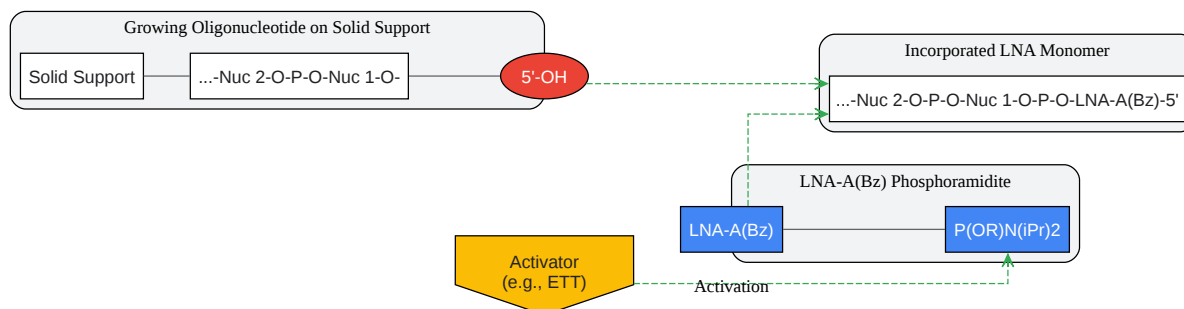 Growing Oligonucleotide on Solid Support
Solid Support
...-Nuc 2-O-P-O-Nuc 1-O-
5'-OH
Incorporated LNA Monomer
...-Nuc 2-O-P-O-Nuc 1-O-P-O-LNA-A(Bz)-5'
LNA-A(Bz) Phosphoramidite
LNA-A(Bz)
P(OR)N(iPr)2
Activator
(e.g., ETT)
Activation